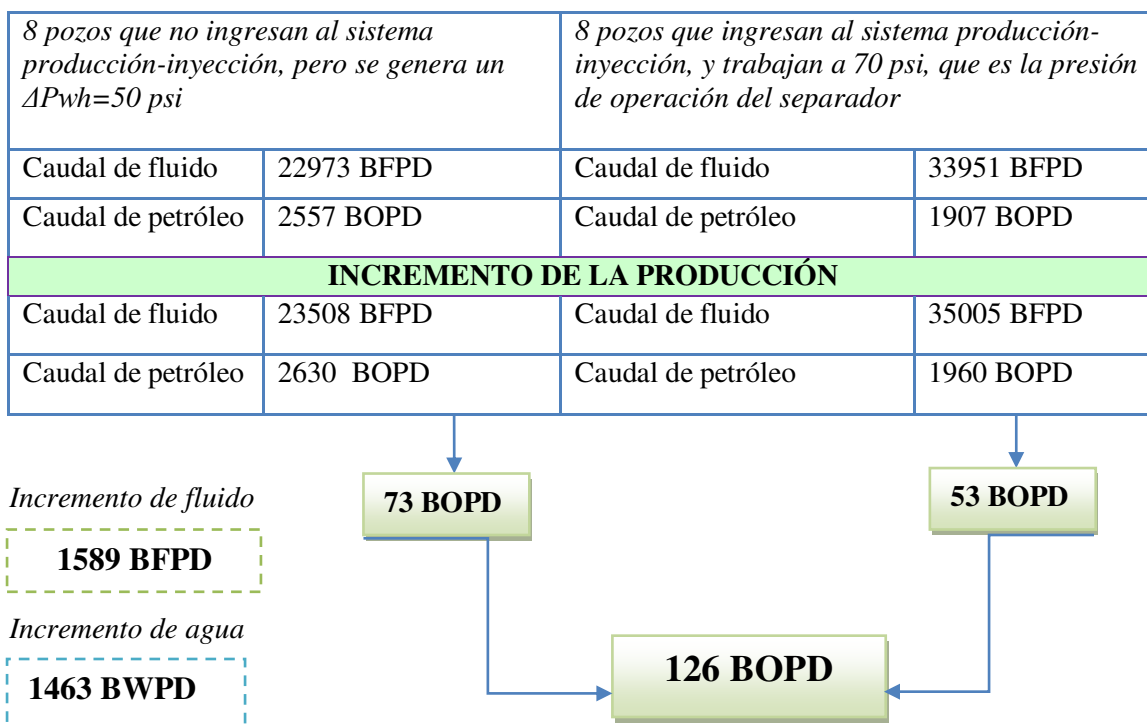 8 pozos que no ingresan al sistema
producción-inyección, pero se genera un
ΔPwh=50 psi
8 pozos que ingresan al sistema producción-
inyección, y trabajan a 70 psi, que es la presión
de operación del separador
Caudal de fluido 22973 BFPD Caudal de fluido 33951 BFPD
Caudal de petróleo 2557 BOPD Caudal de petróleo 1907 BOPD
INCREMENTO DE LA PRODUCCIÓN
Caudal de fluido 23508 BFPD Caudal de fluido 35005 BFPD
Caudal de petróleo 2630 BOPD Caudal de petróleo 1960 BOPD
Incremento de fluido
73 BOPD 53 BOPD
1589 BFPD
Incremento de agua
126 BOPD
1463 BWPD